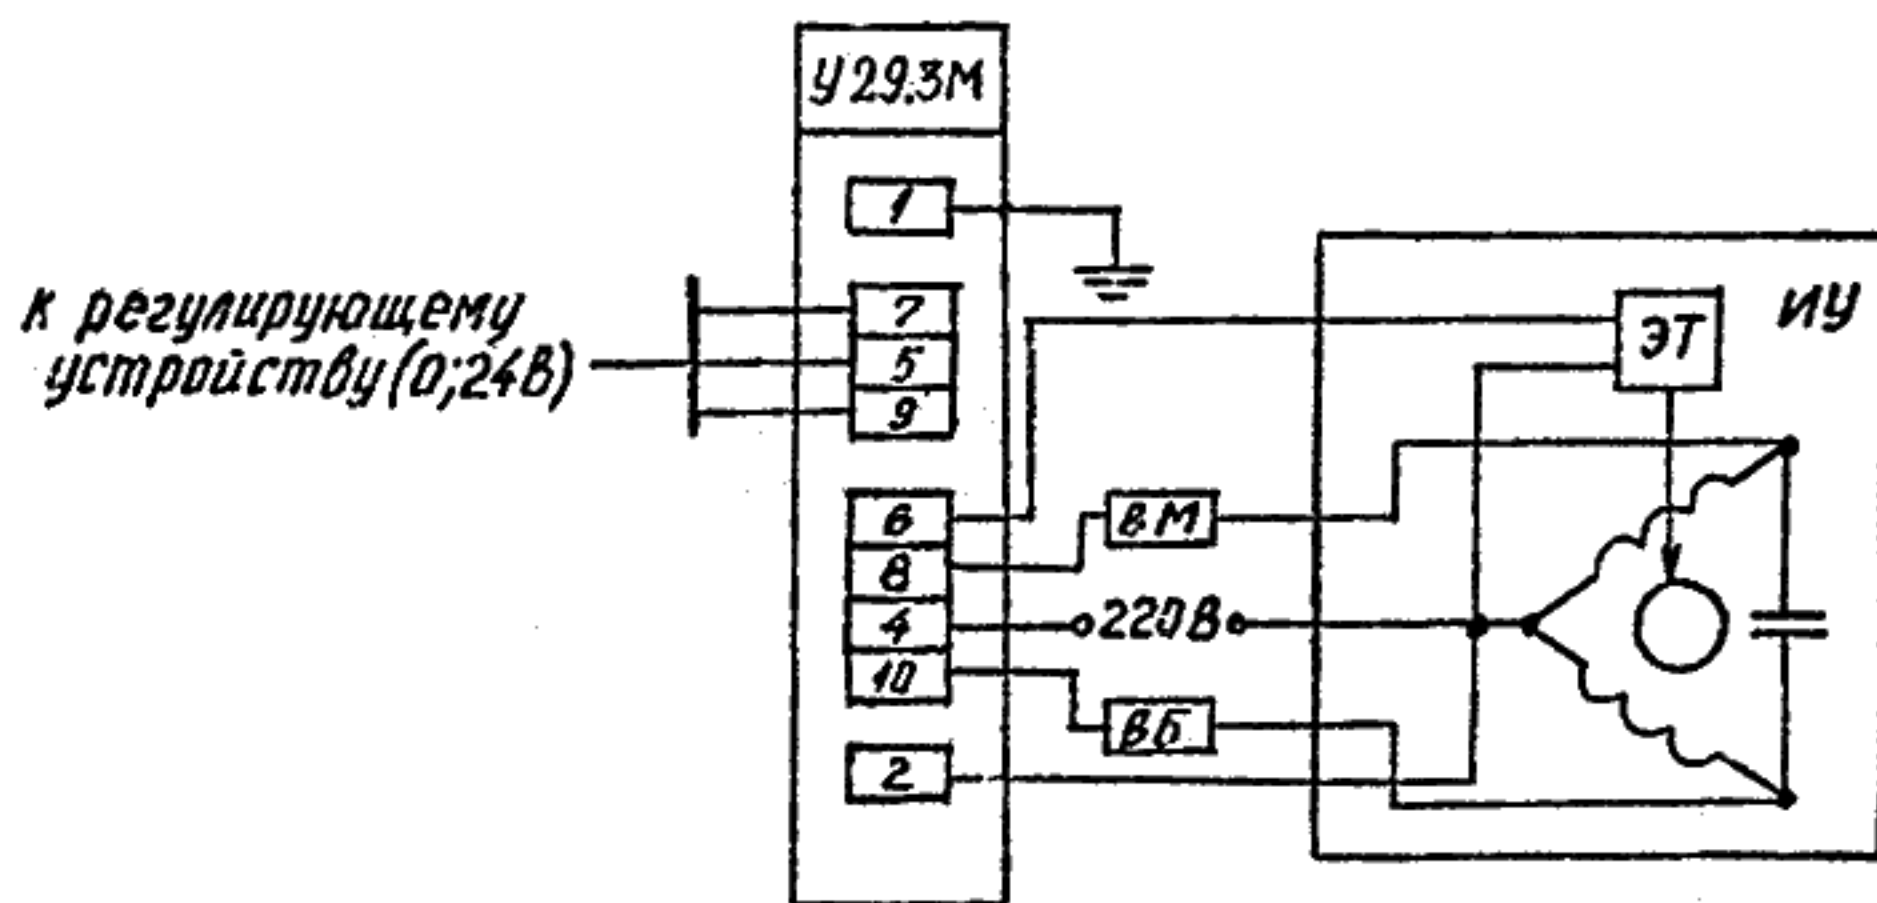 У29.3М
1
к регулирующему
устройству (0;24В)
7
5
9
ЭТ
ИУ
6
8
4
10
2
ВМ
220В
ВБ